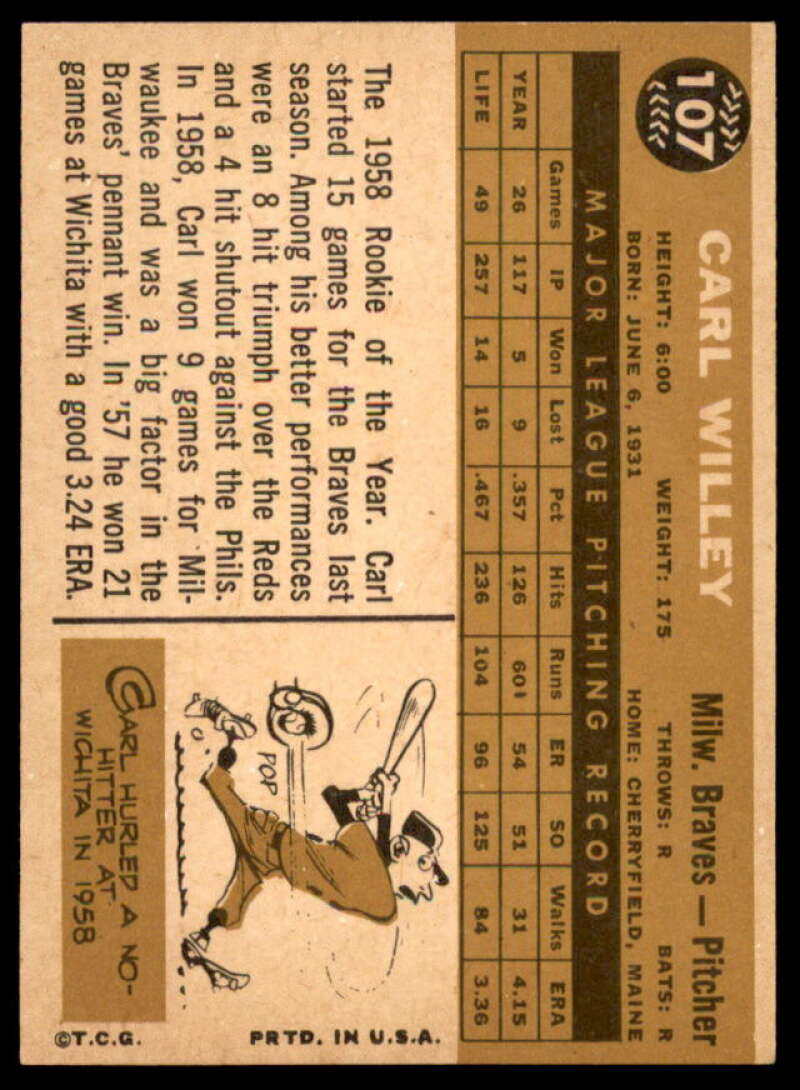 107
CARL WILLEY
Milw. Braves — Pitcher
HEIGHT: 6:00 WEIGHT: 175 THROWS: R BATS: R
BORN: JUNE 6, 1931 HOME: CHERRYFIELD, MAINE
MAJOR LEAGUE PITCHING RECORD
Games IP Won Lost Pct Hits Runs ER SO Walks ERA
YEAR 26 117 5 9 .357 126 60 54 51 31 4.15
LIFE 49 257 14 16 .467 236 104 96 125 84 3.36
The 1958 Rookie of the Year. Carl
started 15 games for the Braves last
season. Among his better performances
were an 8 hit triumph over the Reds
and a 4 hit shutout against the Phils.
In 1958, Carl won 9 games for Mil-
waukee and was a big factor in the
Braves' pennant win. In '57 he won 21
games at Wichita with a good 3.24 ERA.
POP
CARL HURLED A NO-
HITTER AT
WICHITA IN 1958
©T.C.G. PRTD. IN U.S.A.